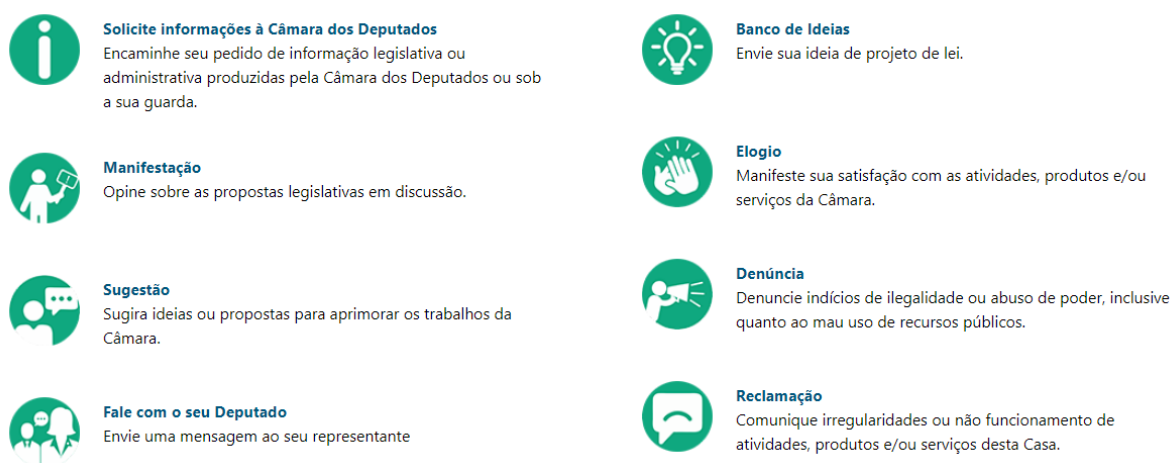 Solicite informações à Câmara dos Deputados
Encaminhe seu pedido de informação legislativa ou
administrativa produzidas pela Câmara dos Deputados ou sob
a sua guarda.
Manifestação
Opine sobre as propostas legislativas em discussão.
Sugestão
Sugira ideias ou propostas para aprimorar os trabalhos da
Câmara.
Fale com o seu Deputado
Envie uma mensagem ao seu representante
Banco de Ideias
Envie sua ideia de projeto de lei.
Elogio
Manifeste sua satisfação com as atividades, produtos e/ou
serviços da Câmara.
Denúncia
Denuncie indícios de ilegalidade ou abuso de poder, inclusive
quanto ao mau uso de recursos públicos.
Reclamação
Comunique irregularidades ou não funcionamento de
atividades, produtos e/ou serviços desta Casa.